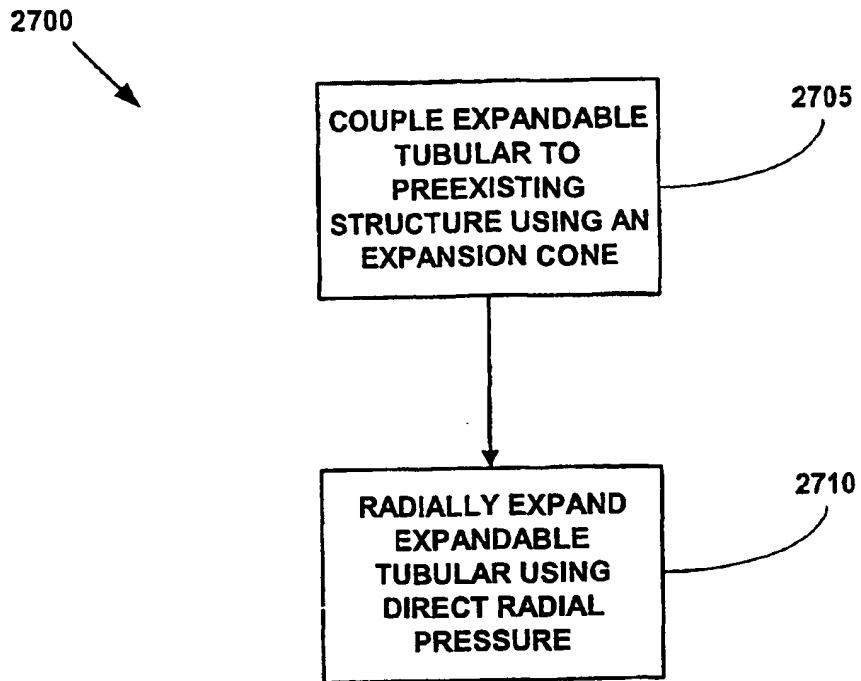 2700
COUPLE EXPANDABLE
TUBULAR TO
PREEXISTING
STRUCTURE USING AN
EXPANSION CONE
2705
RADIALLY EXPAND
EXPANDABLE
TUBULAR USING
DIRECT RADIAL
PRESSURE
2710